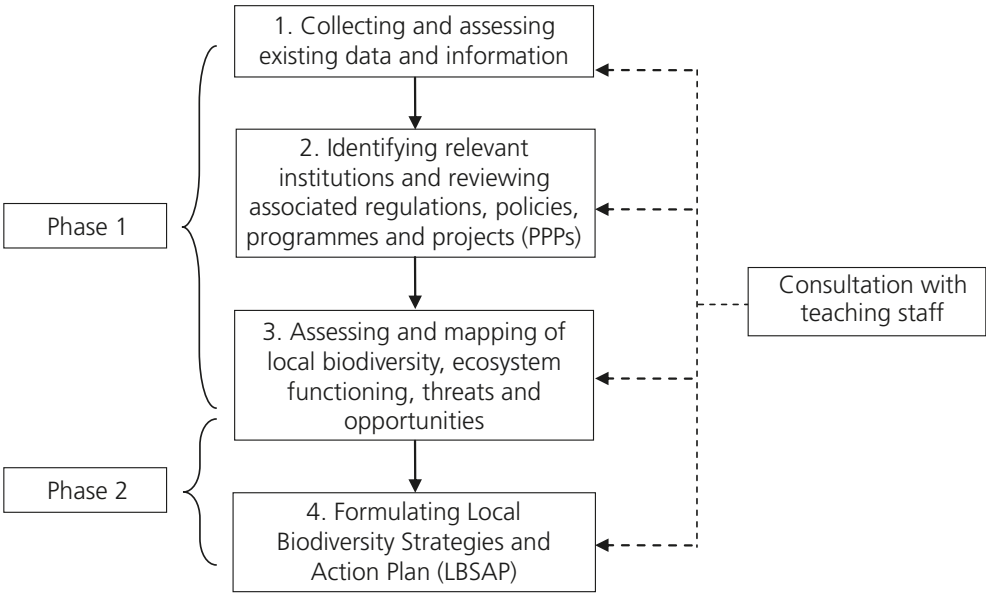 1. Collecting and assessing
existing data and information
2. Identifying relevant
institutions and reviewing
associated regulations, policies,
programmes and projects (PPPs)
Phase 1
Consultation with
teaching staff
3. Assessing and mapping of
local biodiversity, ecosystem
functioning, threats and
opportunities
Phase 2
4. Formulating Local
Biodiversity Strategies and
Action Plan (LBSAP)